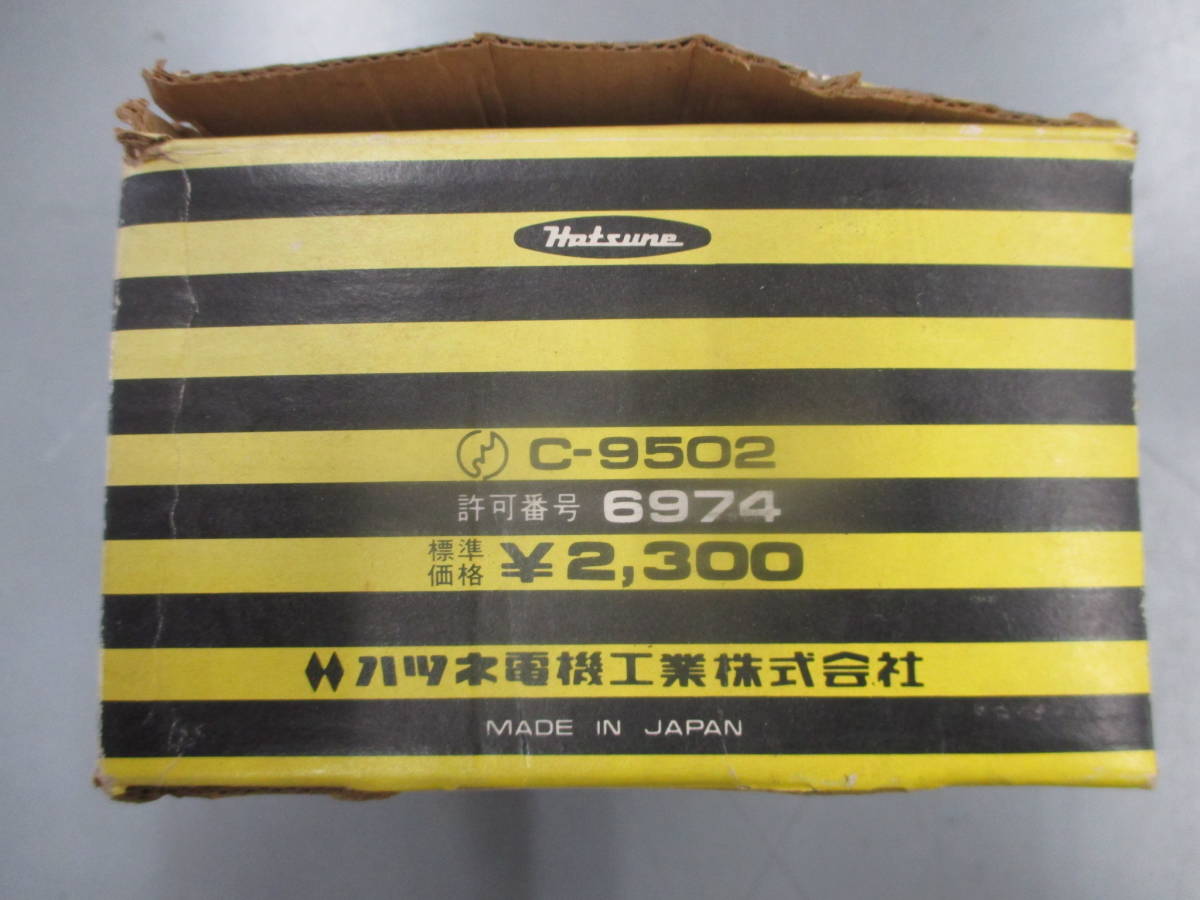 Hatsune
C-9502
許可番号 6974
標準
価格 ¥2,300
ハツネ電機工業株式会社
MADE IN JAPAN